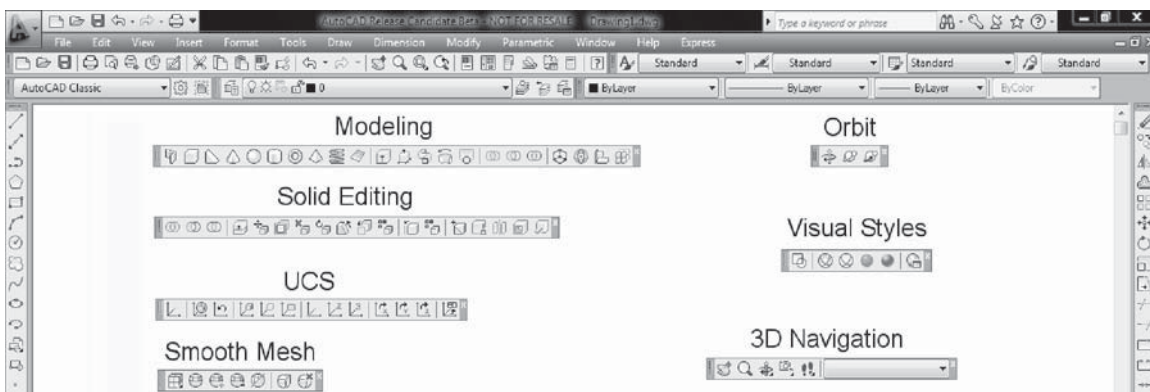 AutoCAD Release Candidate Beta - NOT FOR RESALE Drawing1.dwg Type a keyword or phrase
File Edit View Insert Format Tools Draw Dimension Modify Parametric Window Help Express
Standard Standard Standard Standard
AutoCAD Classic 0 ByLayer ByLayer ByLayer ByColor
Modeling Orbit
Solid Editing
Visual Styles
UCS
3D Navigation
Smooth Mesh